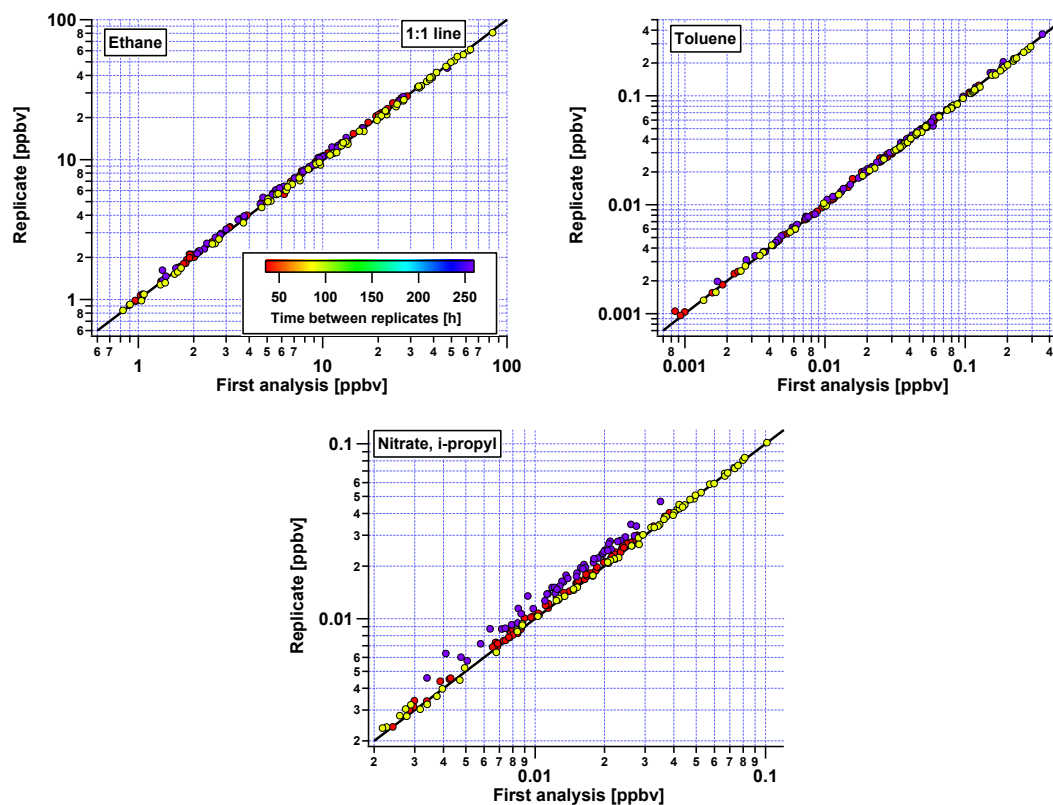 Ethane
1:1 line
Replicate [ppbv]
100
8
6
4
2
10
8
6
4
2
1
8
6
50 100 150 200 250
Time between replicates [h]
6 7 1 2 3 4 5 6 7 10 2 3 4 5 6 7 100
First analysis [ppbv]
Toluene
Replicate [ppbv]
4
2
0.1
6
4
2
0.01
6
4
2
0.001
8 0.001 2 4 6 8 0.01 2 4 6 8 0.1 2 4
First analysis [ppbv]
Nitrate, i-propyl
Replicate [ppbv]
0.1
8
6
5
4
3
2
0.01
8
6
5
4
3
2
2 3 4 5 6 7 8 9 0.01 2 3 4 5 6 7 8 9 0.1
First analysis [ppbv]